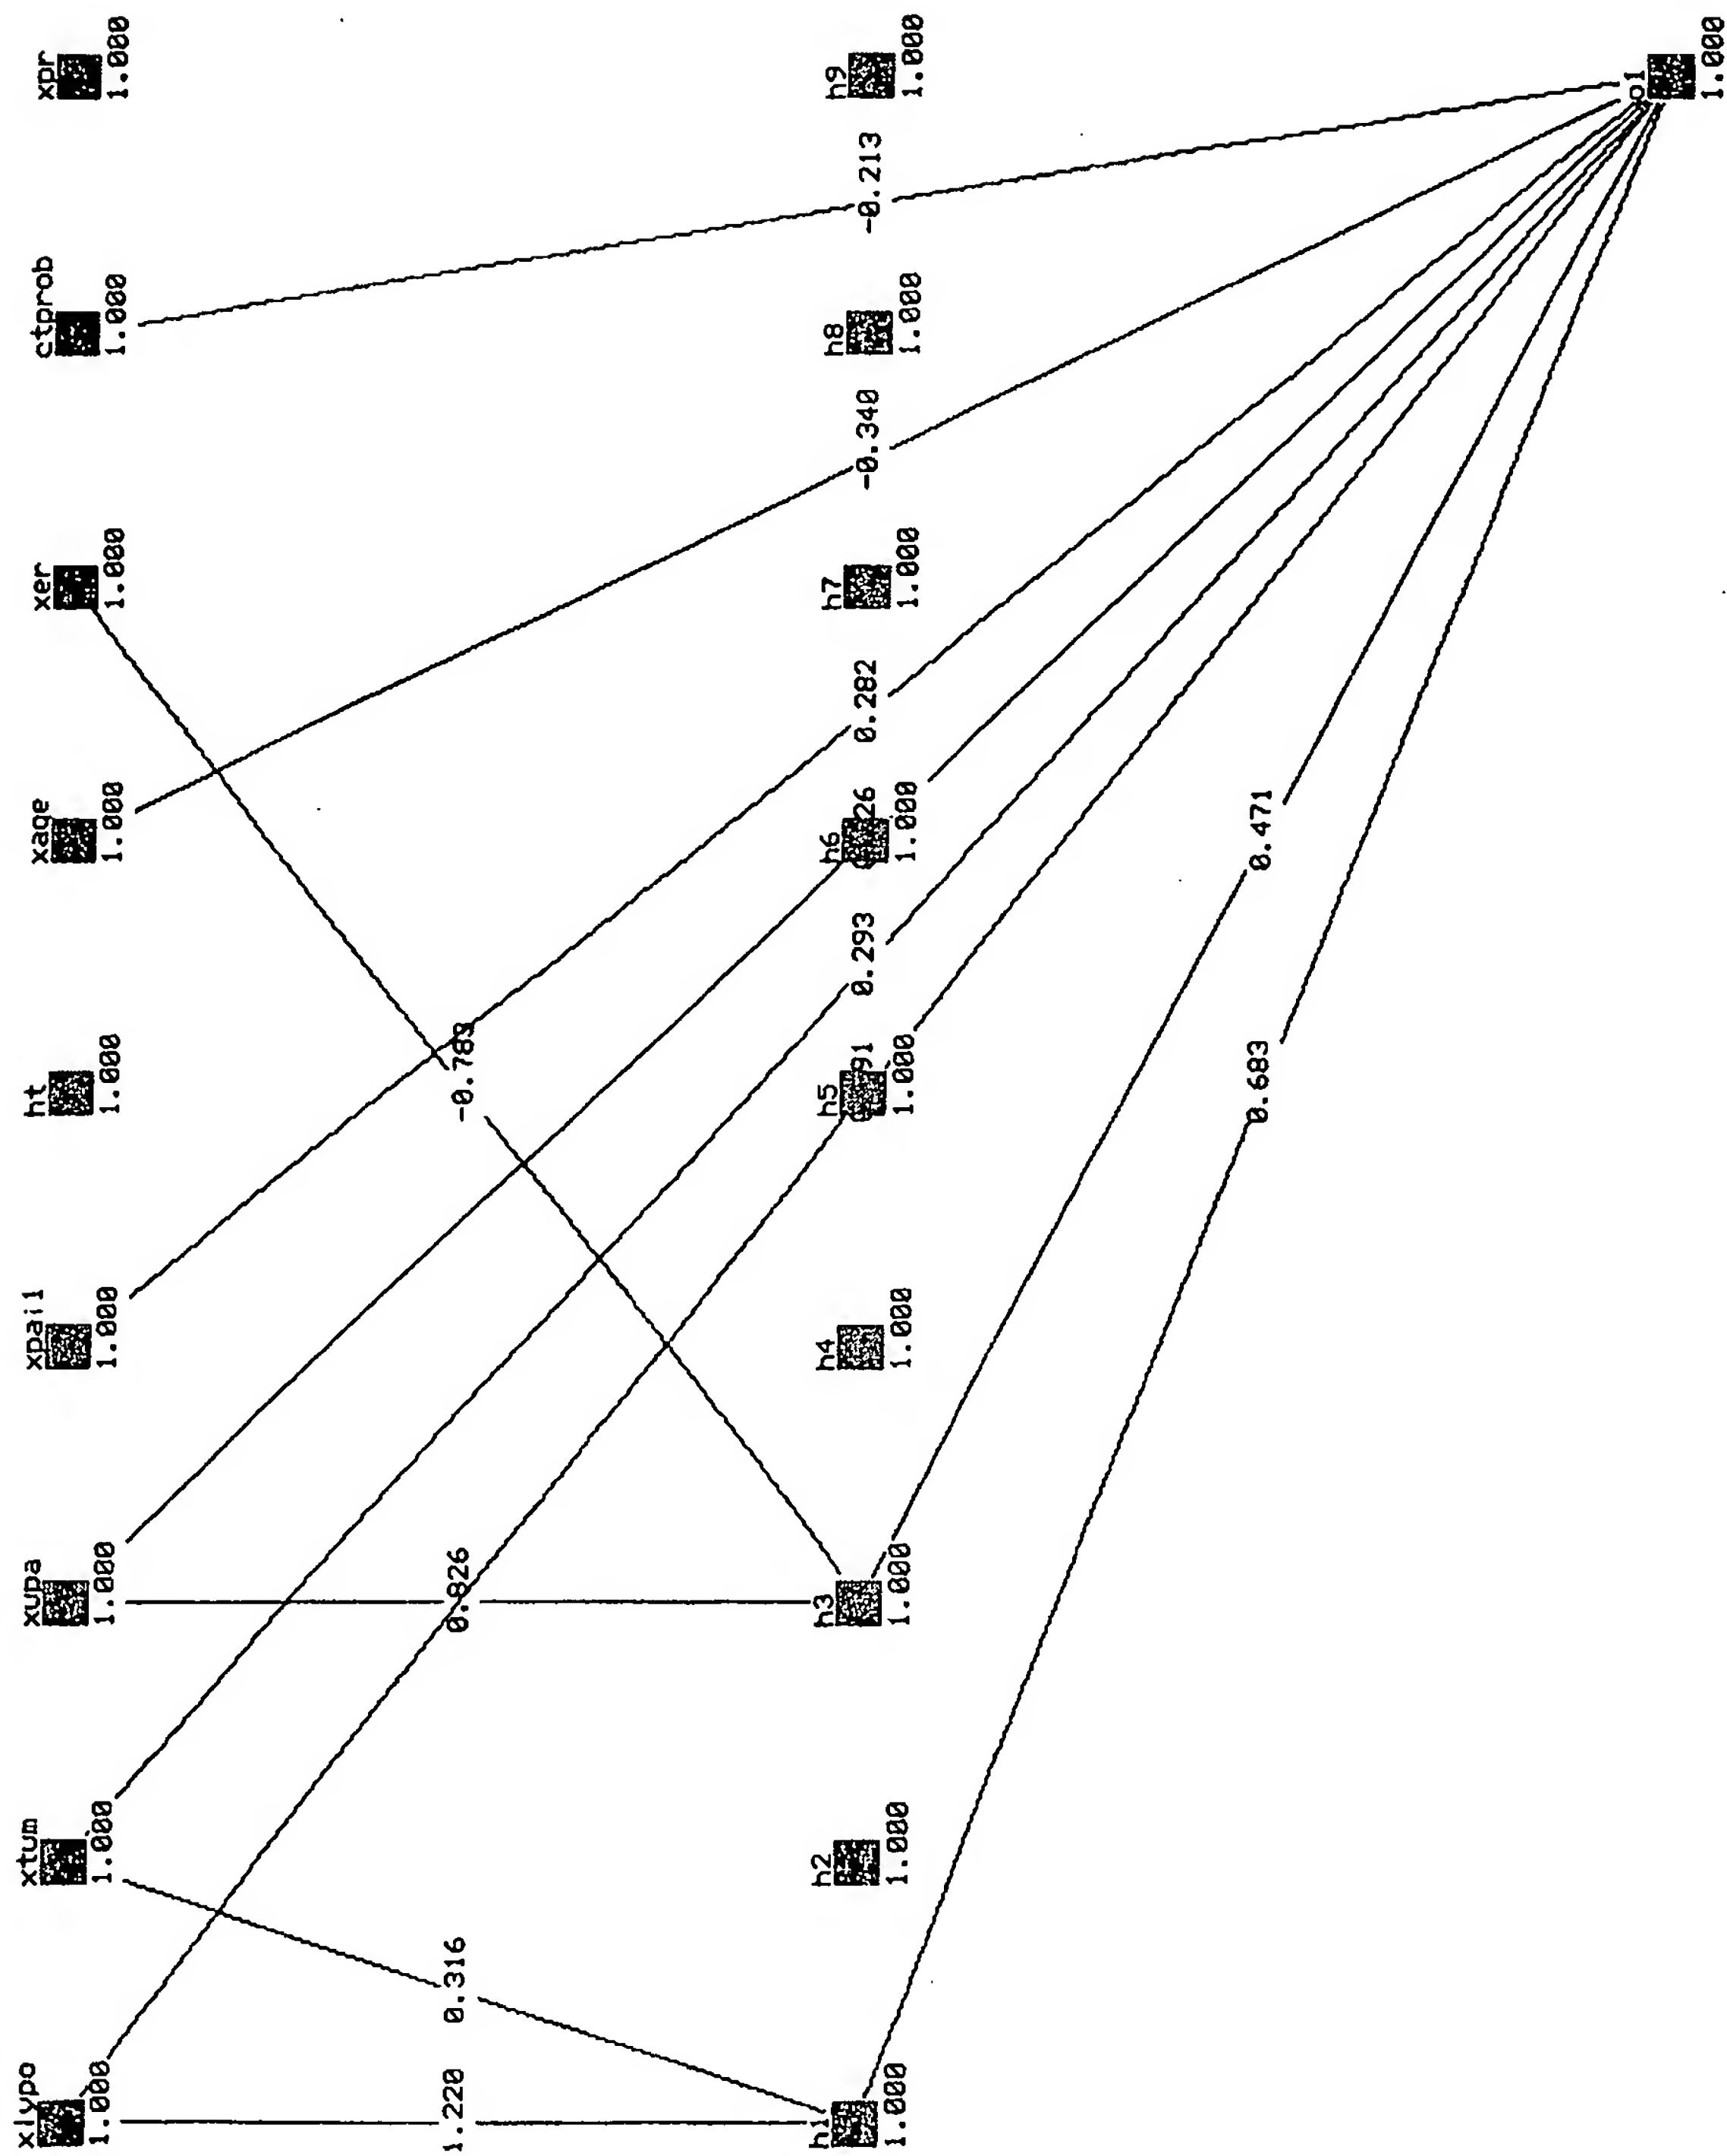 xlypo xtum xupa xpai1 ht xage xer ctprob xpr
1.000 1.000 1.000 1.000 1.000 1.000 1.000 1.000 1.000
1.220 0.316 0.826 -0.783
h1 h2 h3 h4 h5 h6 h7 h8 h9
0.293 0.282 -0.340 -0.213
1.000 1.000 1.000 1.000 1.000 1.000 1.000 1.000 1.000
0.683 0.471
o1
1.000